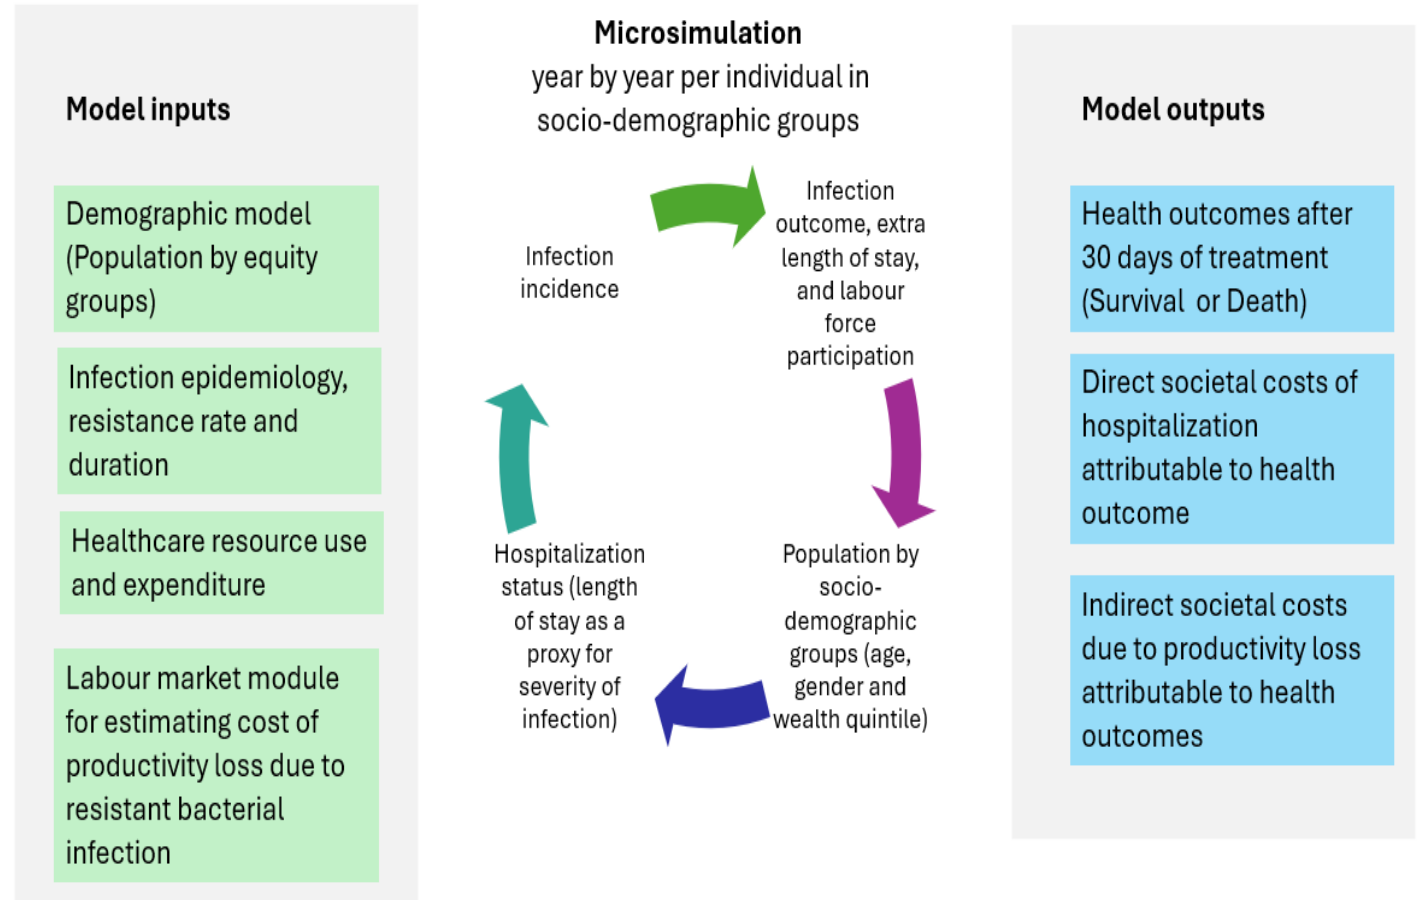 Model inputs
Demographic model
(Population by equity
groups)
Infection epidemiology,
resistance rate and
duration
Healthcare resource use
and expenditure
Labour market module
for estimating cost of
productivity loss due to
resistant bacterial
infection
Microsimulation
year by year per individual in
socio-demographic groups
Infection
incidence
Infection
outcome, extra
length of stay,
and labour
force
participation
Population by
socio-
demographic
groups (age,
gender and
wealth quintile)
Hospitalization
status (length
of stay as a
proxy for
severity of
infection)
Model outputs
Health outcomes after
30 days of treatment
(Survival or Death)
Direct societal costs of
hospitalization
attributable to health
outcome
Indirect societal costs
due to productivity loss
attributable to health
outcomes